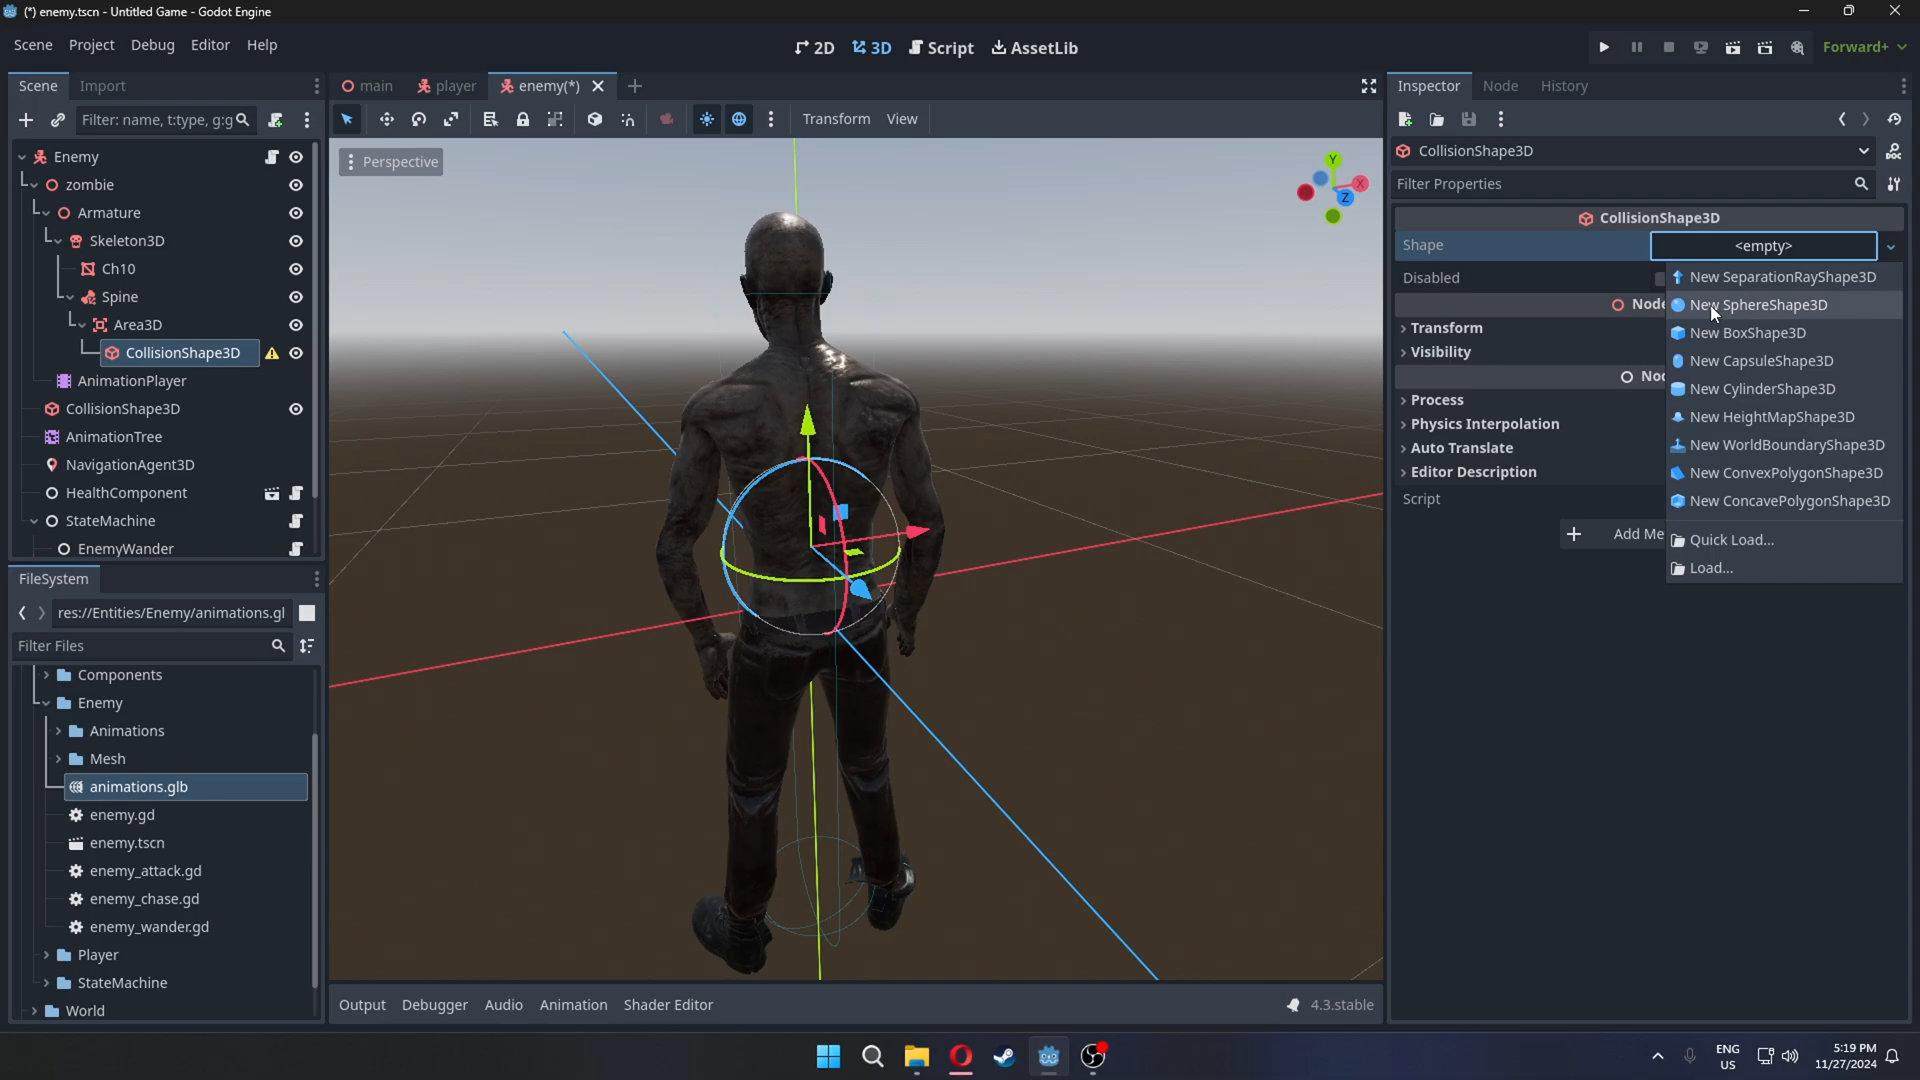 (*) enemy.tscn - Untitled Game - Godot Engine
Scene Project Debug Editor Help
2D 3D Script AssetLib
Forward+
Scene Import
main player enemy(*)
Inspector Node History
Filter: name, t:type, g:g
Transform View
CollisionShape3D
Filter Properties
Enemy
zombie
Armature
Skeleton3D
Ch10
Spine
Area3D
CollisionShape3D
AnimationPlayer
CollisionShape3D
AnimationTree
NavigationAgent3D
HealthComponent
StateMachine
EnemyWander
Perspective
Y
X
Z
CollisionShape3D
Shape <empty>
Disabled
Node
Transform
Visibility
Nod
Process
Physics Interpolation
Auto Translate
Editor Description
Script
Add Me
New SeparationRayShape3D
New SphereShape3D
New BoxShape3D
New CapsuleShape3D
New CylinderShape3D
New HeightMapShape3D
New WorldBoundaryShape3D
New ConvexPolygonShape3D
New ConcavePolygonShape3D
Quick Load...
Load...
FileSystem
res://Entities/Enemy/animations.gl
Filter Files
Components
Enemy
Animations
Mesh
animations.glb
enemy.gd
enemy.tscn
enemy_attack.gd
enemy_chase.gd
enemy_wander.gd
Player
StateMachine
World
Output Debugger Audio Animation Shader Editor
4.3.stable
ENG
US
5:19 PM
11/27/2024